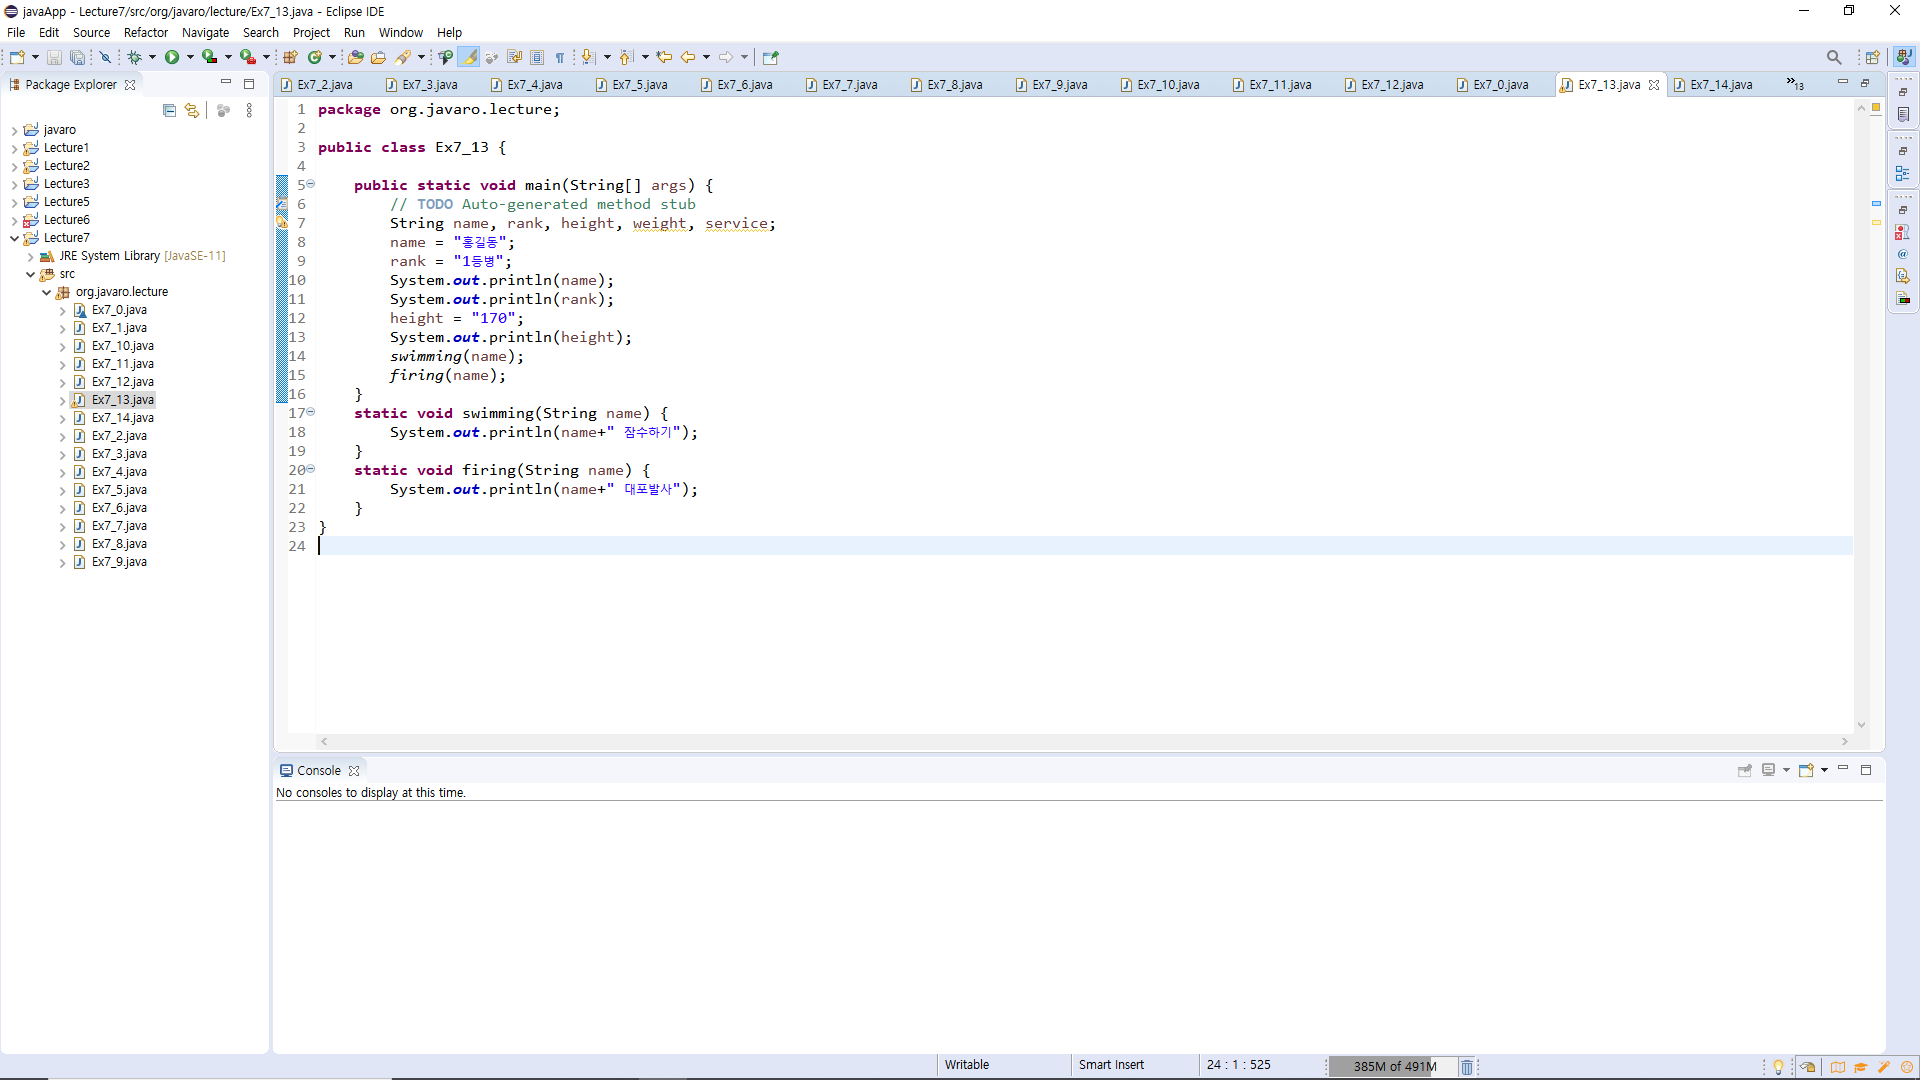 javaApp - Lecture7/src/org/javaro/lecture/Ex7_13.java - Eclipse IDE
File Edit Source Refactor Navigate Search Project Run Window Help
Package Explorer
javaro
Lecture1
Lecture2
Lecture3
Lecture5
Lecture6
Lecture7
JRE System Library [JavaSE-11]
src
org.javaro.lecture
Ex7_0.java
Ex7_1.java
Ex7_10.java
Ex7_11.java
Ex7_12.java
Ex7_13.java
Ex7_14.java
Ex7_2.java
Ex7_3.java
Ex7_4.java
Ex7_5.java
Ex7_6.java
Ex7_7.java
Ex7_8.java
Ex7_9.java
Ex7_2.java Ex7_3.java Ex7_4.java Ex7_5.java Ex7_6.java Ex7_7.java Ex7_8.java Ex7_9.java Ex7_10.java Ex7_11.java Ex7_12.java Ex7_0.java Ex7_13.java Ex7_14.java »13
1 package org.javaro.lecture;
2
3 public class Ex7_13 {
4
5 public static void main(String[] args) {
6 // TODO Auto-generated method stub
7 String name, rank, height, weight, service;
8 name = "홍길동";
9 rank = "1등병";
10 System.out.println(name);
11 System.out.println(rank);
12 height = "170";
13 System.out.println(height);
14 swimming(name);
15 firing(name);
16 }
17 static void swimming(String name) {
18 System.out.println(name+" 잠수하기");
19 }
20 static void firing(String name) {
21 System.out.println(name+" 대포발사");
22 }
23 }
24
Console
No consoles to display at this time.
Writable Smart Insert 24 : 1 : 525 385M of 491M